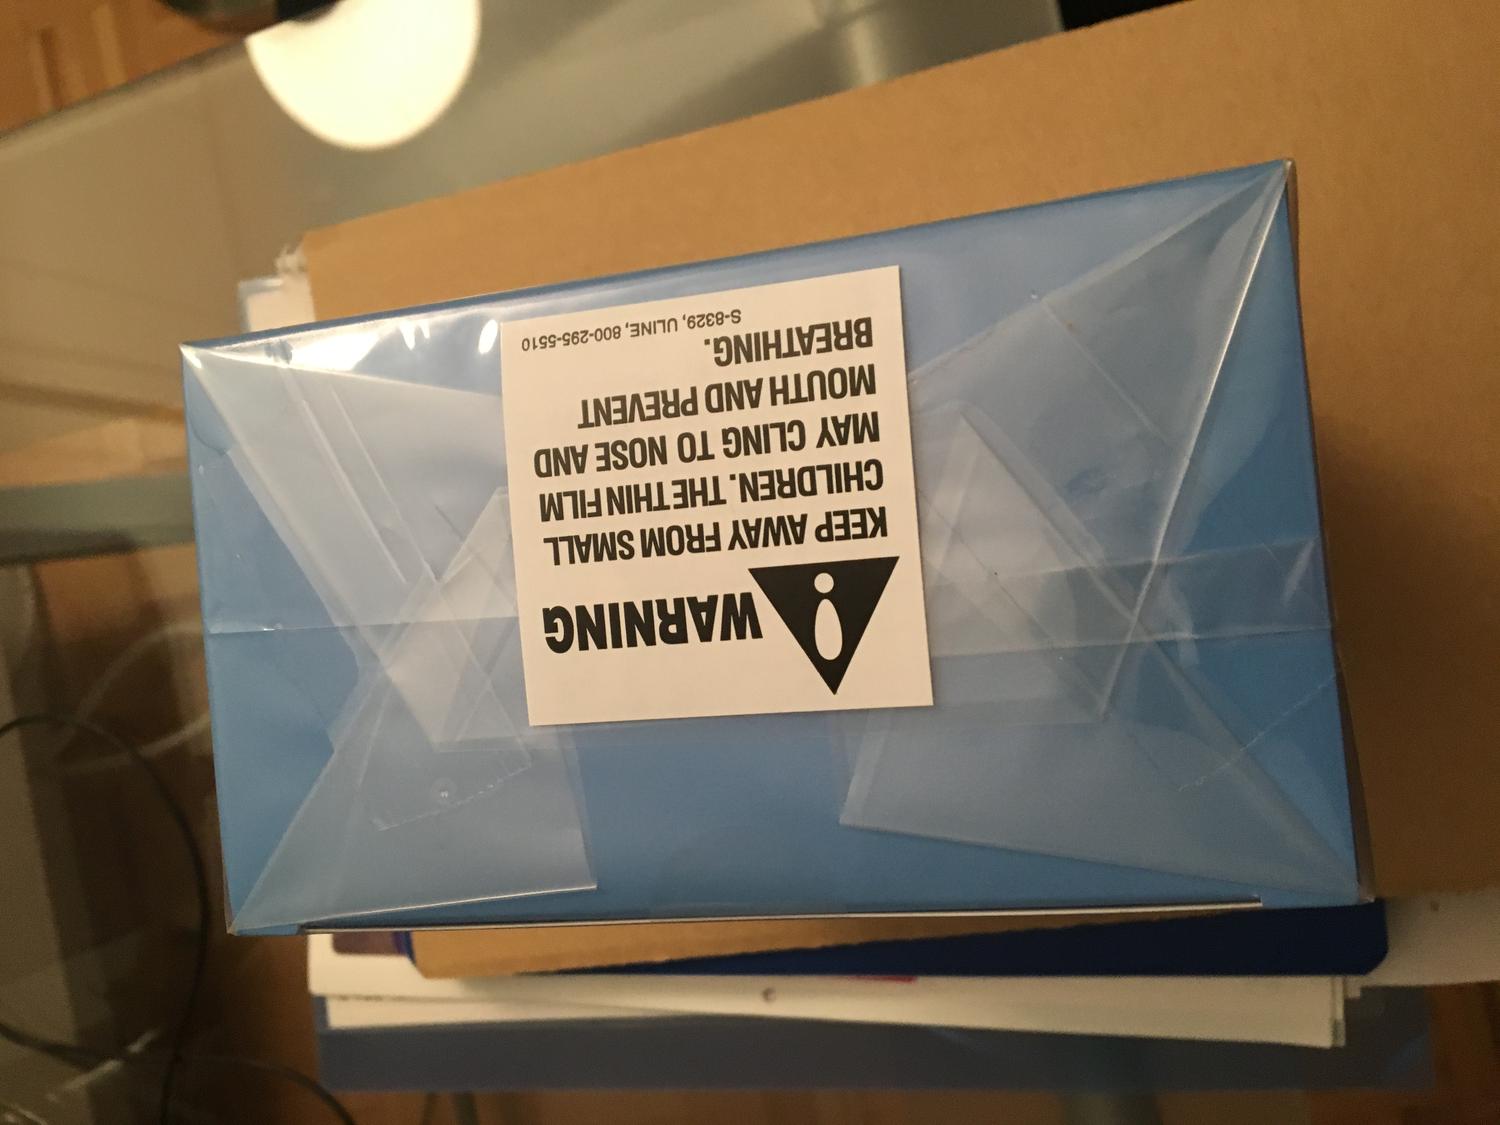 WARNING
KEEP AWAY FROM SMALL
CHILDREN. THE THIN FILM
MAY CLING TO NOSE AND
MOUTH AND PREVENT
BREATHING.
S-8329, ULINE, 800-295-5510